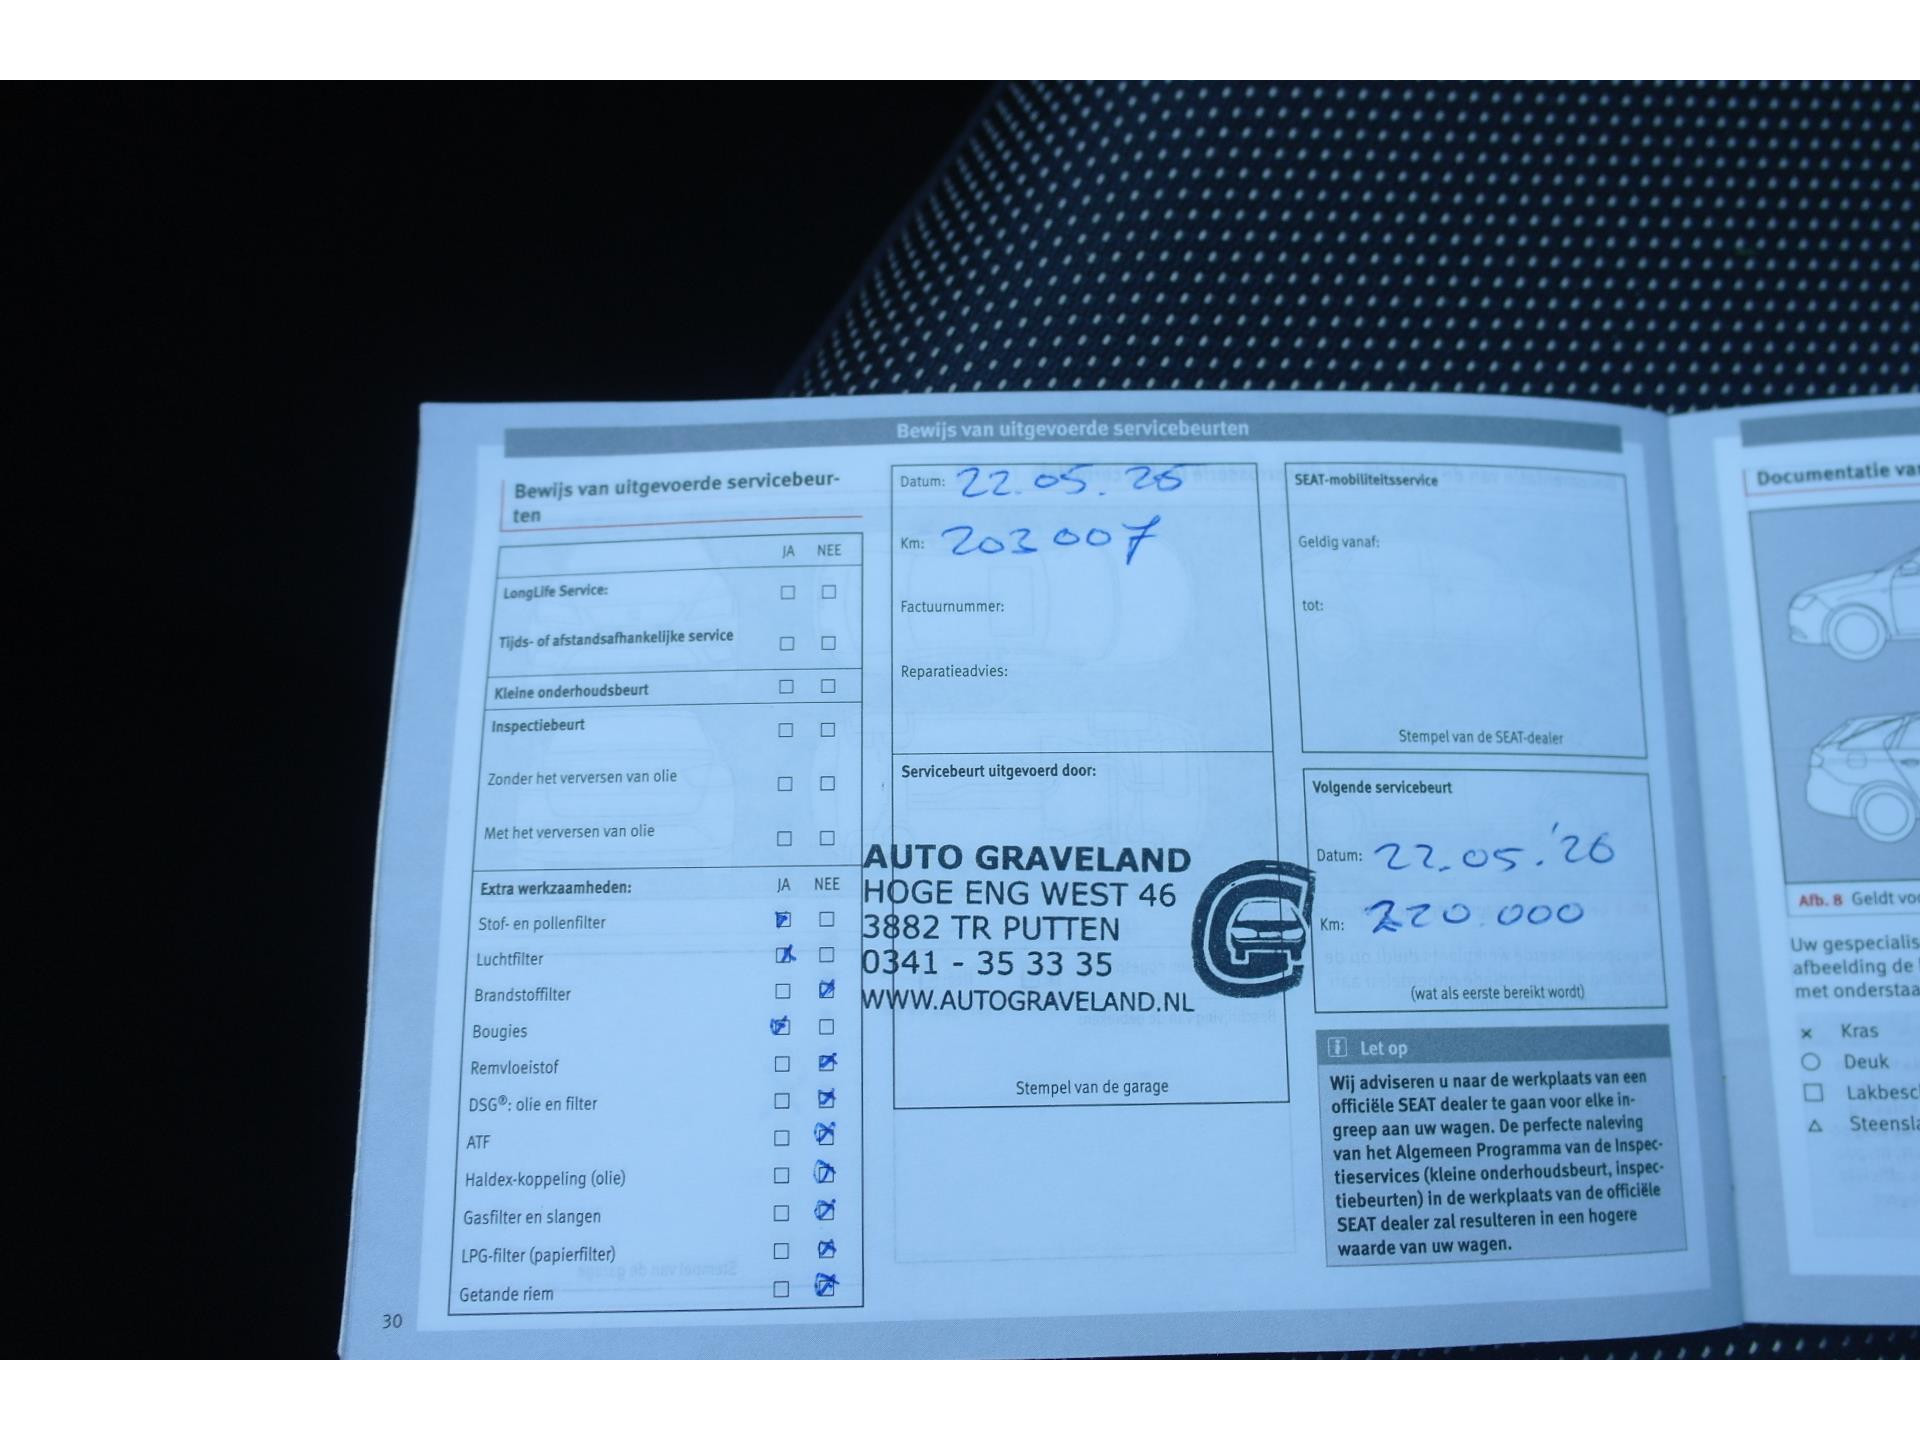 Bewijs van uitgevoerde servicebeurten
Bewijs van uitgevoerde servicebeur-
ten
JA NEE
LongLife Service:
Tijds- of afstandsafhankelijke service
Kleine onderhoudsbeurt
Inspectiebeurt
Zonder het verversen van olie
Met het verversen van olie
Extra werkzaamheden: JA NEE
Stof- en pollenfilter
Luchtfilter
Brandstoffilter
Bougies
Remvloeistof
DSG®: olie en filter
ATF
Haldex-koppeling (olie)
Gasfilter en slangen
LPG-filter (papierfilter)
Getande riem
30
Datum: 22.05.
Km: 203007
Factuurnummer:
Reparatieadvies:
Servicebeurt uitgevoerd door:
AUTO GRAVELAND
HOGE ENG WEST 46
3882 TR PUTTEN
0341 - 35 33 35
WWW.AUTOGRAVELAND.NL
Stempel van de garage
SEAT-mobiliteitsservice
Geldig vanaf:
tot:
Stempel van de SEAT-dealer
Volgende servicebeurt
Datum: 22.05.'26
Km: 220.000
(wat als eerste bereikt wordt)
i Let op
Wij adviseren u naar de werkplaats van een
officiële SEAT dealer te gaan voor elke in-
greep aan uw wagen. De perfecte naleving
van het Algemeen Programma van de Inspec-
tieservices (kleine onderhoudsbeurt, inspec-
tiebeurten) in de werkplaats van de officiële
SEAT dealer zal resulteren in een hogere
waarde van uw wagen.
Documentatie van
Afb. 8 Geldt vo
Uw gespecialis
afbeelding de
met onderstaa
Kras
Deuk
Lakbesc
Steensla